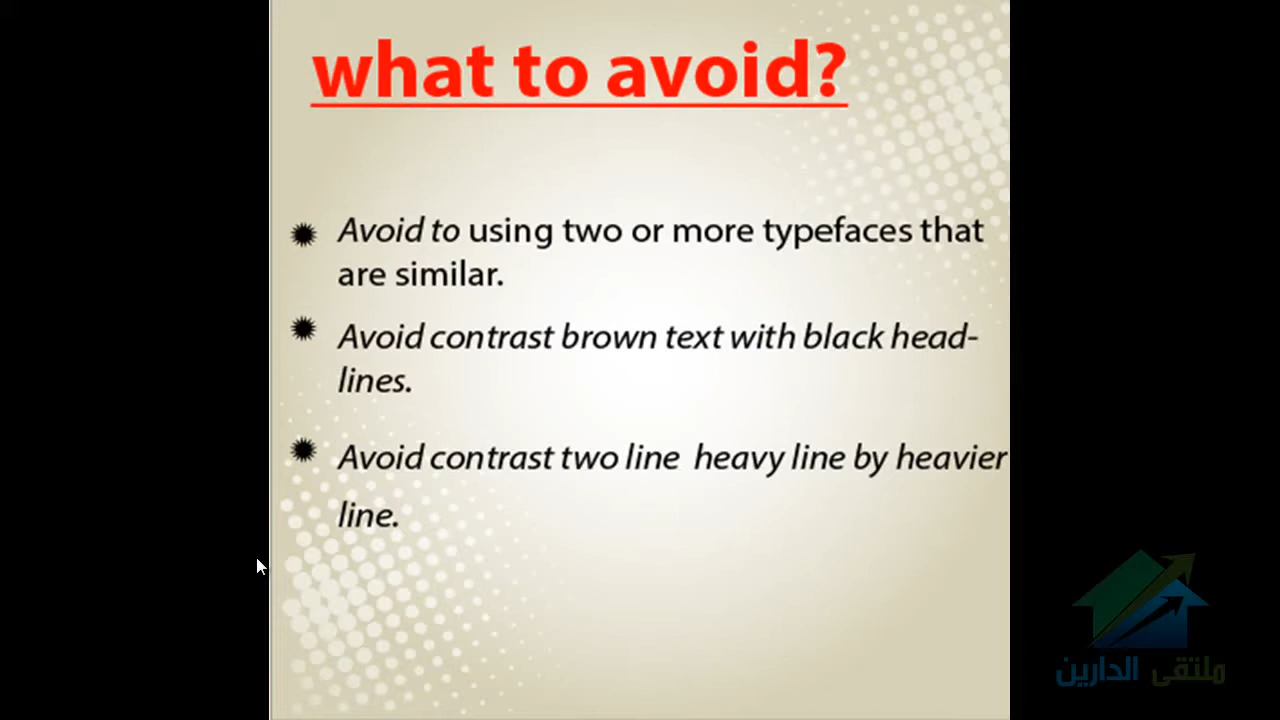 what to avoid?
Avoid to using two or more typefaces that
are similar.
Avoid contrast brown text with black head-
lines.
Avoid contrast two line heavy line by heavier
line.
ملتقى الدارين